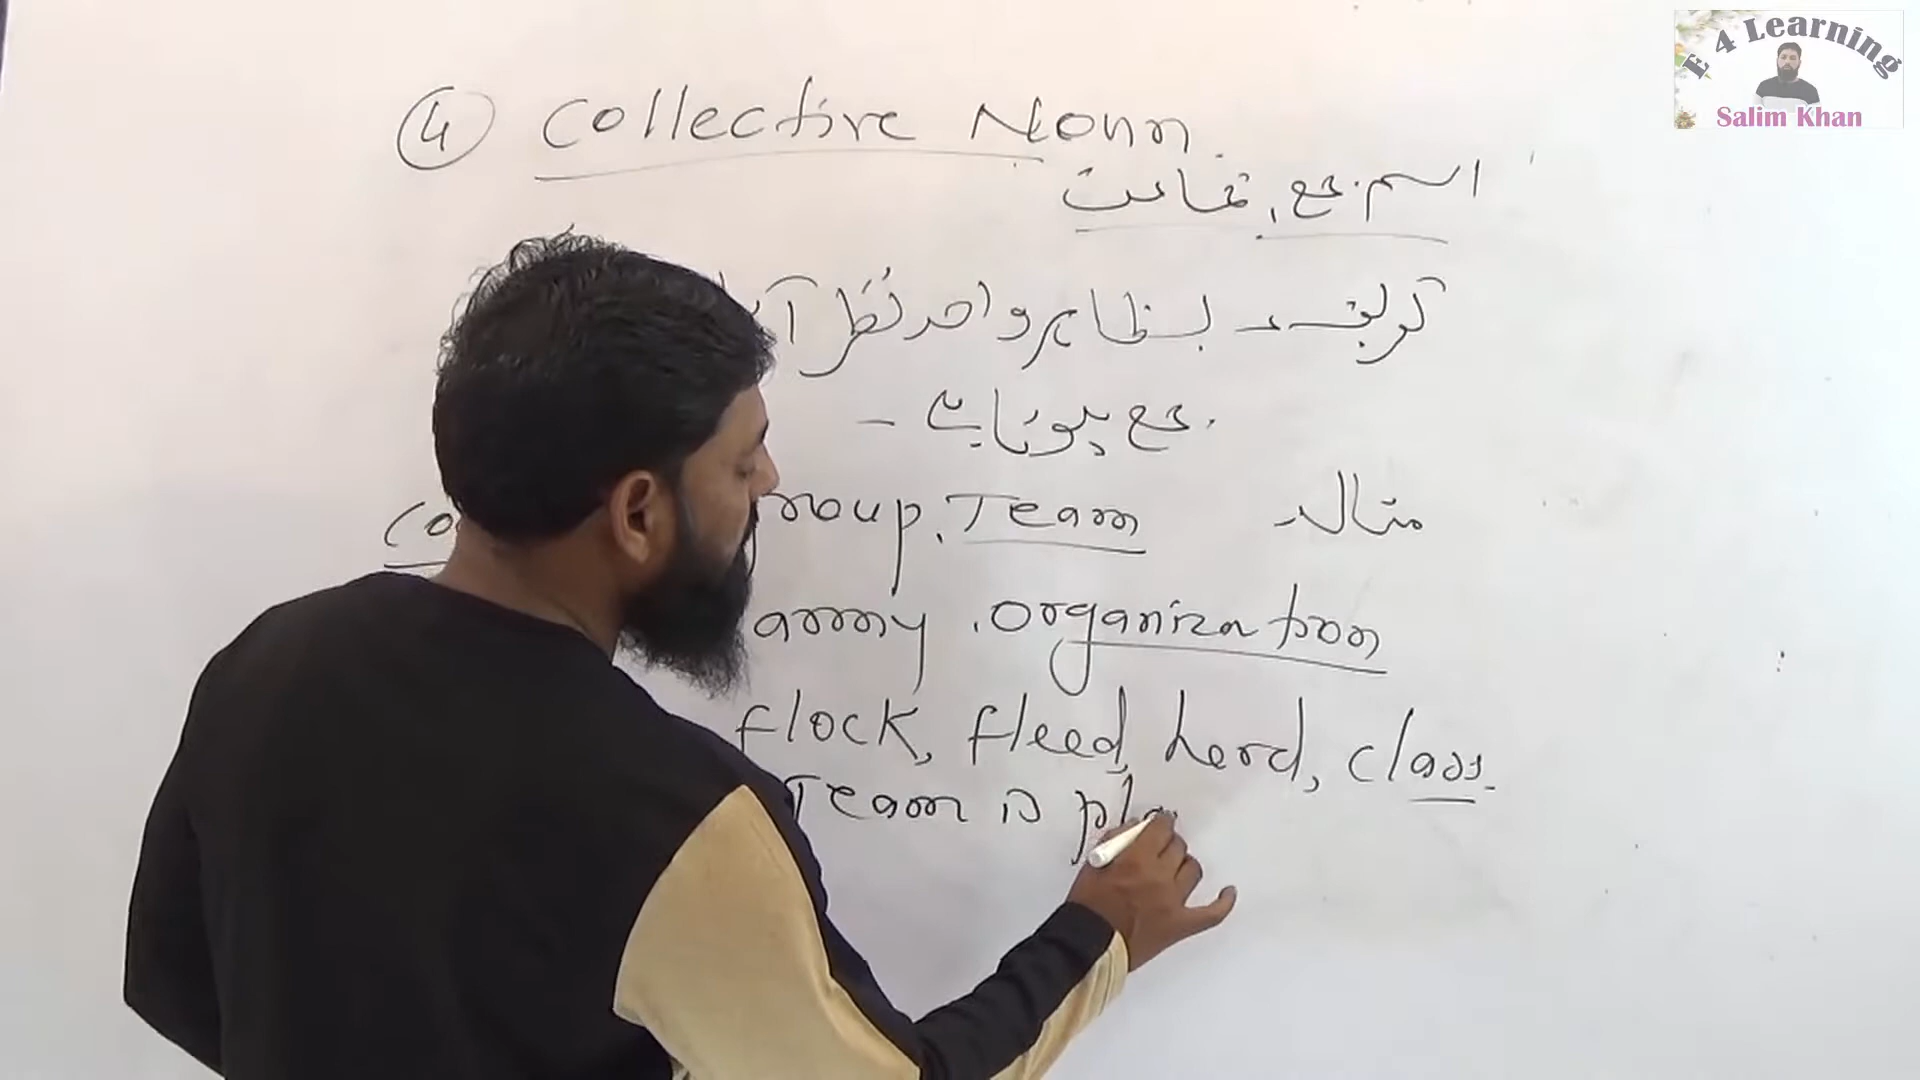 E 4 Learning
Salim Khan
④ Collective Noun
اسم جمع، جماعت
تعریف۔ بظاہر واحد نظر آ
جمع ہوتا ہے ۔
Team مثال۔
army . organization
flock, fleed, herd, class.
Team is pla